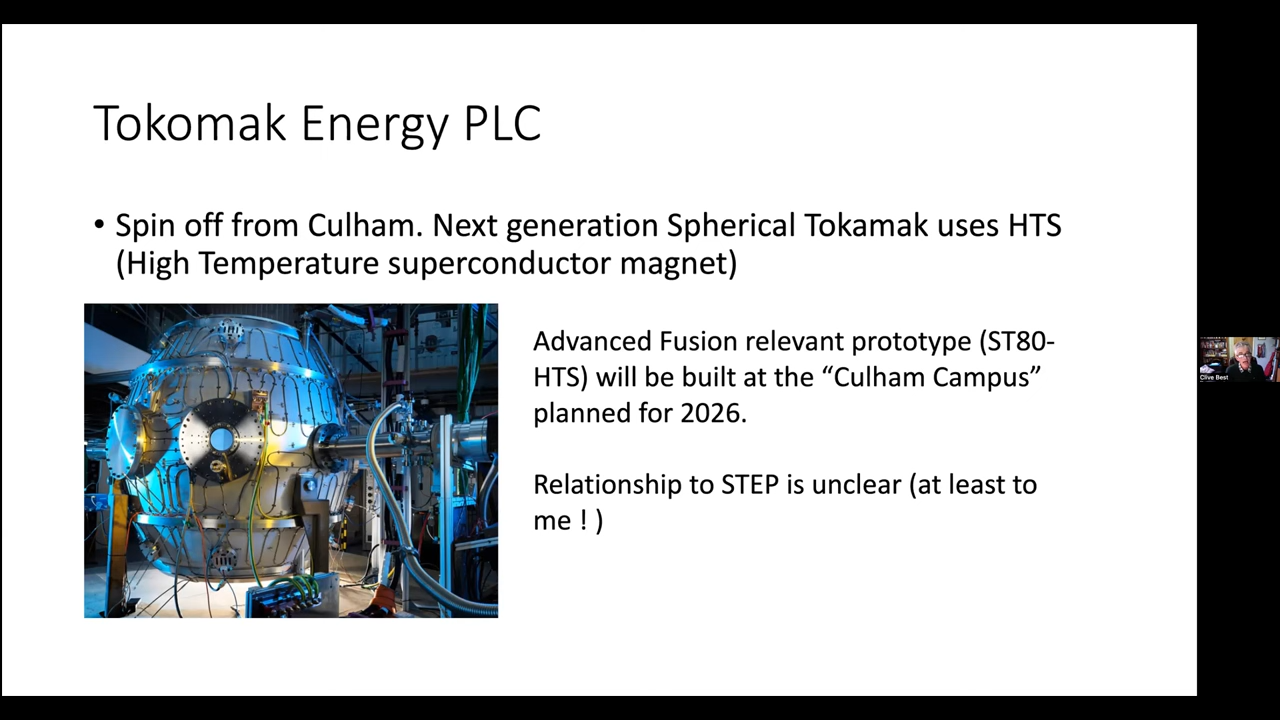 Tokomak Energy PLC
• Spin off from Culham. Next generation Spherical Tokamak uses HTS
(High Temperature superconductor magnet)
Advanced Fusion relevant prototype (ST80-
HTS) will be built at the “Culham Campus”
planned for 2026.
Relationship to STEP is unclear (at least to
me ! )
Clive Best